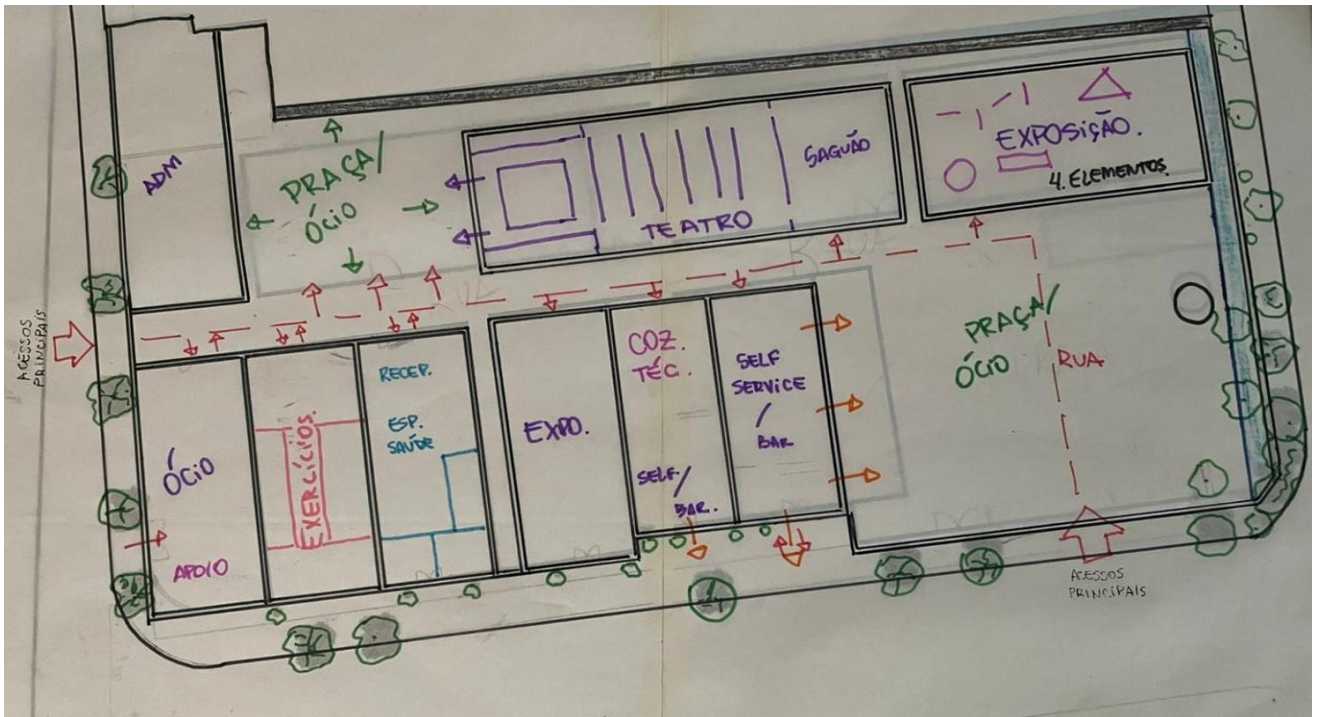 ADM
PRAÇA/
ÓCIO
TEATRO
SAGUÃO
EXPOSIÇÃO.
4. ELEMENTOS.
ACESSOS
PRINCIPAIS
ÓCIO
APOIO
EXERCÍCIOS.
RECEP.
ESP.
SAÚDE
EXPO.
COZ.
TÉC.
SELF/
BAR.
SELF
SERVICE
/
BAR
PRAÇA/
ÓCIO
RUA
ACESSOS
PRINCIPAIS